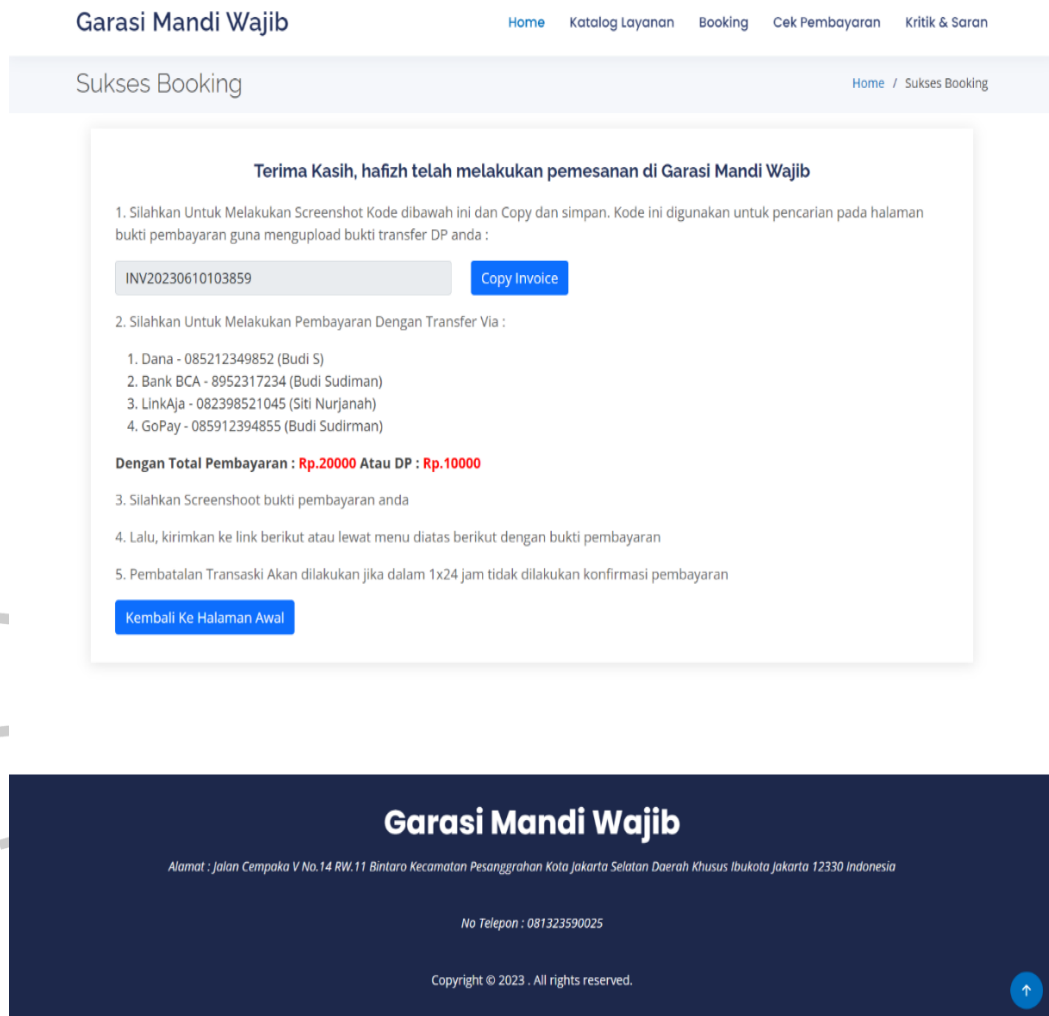 Garasi Mandi Wajib
Home Katalog Layanan Booking Cek Pembayaran Kritik & Saran
Sukses Booking
Home / Sukses Booking
Terima Kasih, hafizh telah melakukan pemesanan di Garasi Mandi Wajib
1. Silahkan Untuk Melakukan Screenshot Kode dibawah ini dan Copy dan simpan. Kode ini digunakan untuk pencarian pada halaman
bukti pembayaran guna mengupload bukti transfer DP anda :
INV20230610103859
Copy Invoice
2. Silahkan Untuk Melakukan Pembayaran Dengan Transfer Via :
1. Dana - 085212349852 (Budi S)
2. Bank BCA - 8952317234 (Budi Sudiman)
3. LinkAja - 082398521045 (Siti Nurjanah)
4. GoPay - 085912394855 (Budi Sudirman)
Dengan Total Pembayaran : Rp.20000 Atau DP : Rp.10000
3. Silahkan Screenshoot bukti pembayaran anda
4. Lalu, kirimkan ke link berikut atau lewat menu diatas berikut dengan bukti pembayaran
5. Pembatalan Transaski Akan dilakukan jika dalam 1x24 jam tidak dilakukan konfirmasi pembayaran
Kembali Ke Halaman Awal
Garasi Mandi Wajib
Alamat : Jalan Cempaka V No.14 RW.11 Bintaro Kecamatan Pesanggrahan Kota Jakarta Selatan Daerah Khusus Ibukota Jakarta 12330 Indonesia
No Telepon : 081323590025
Copyright © 2023 . All rights reserved.